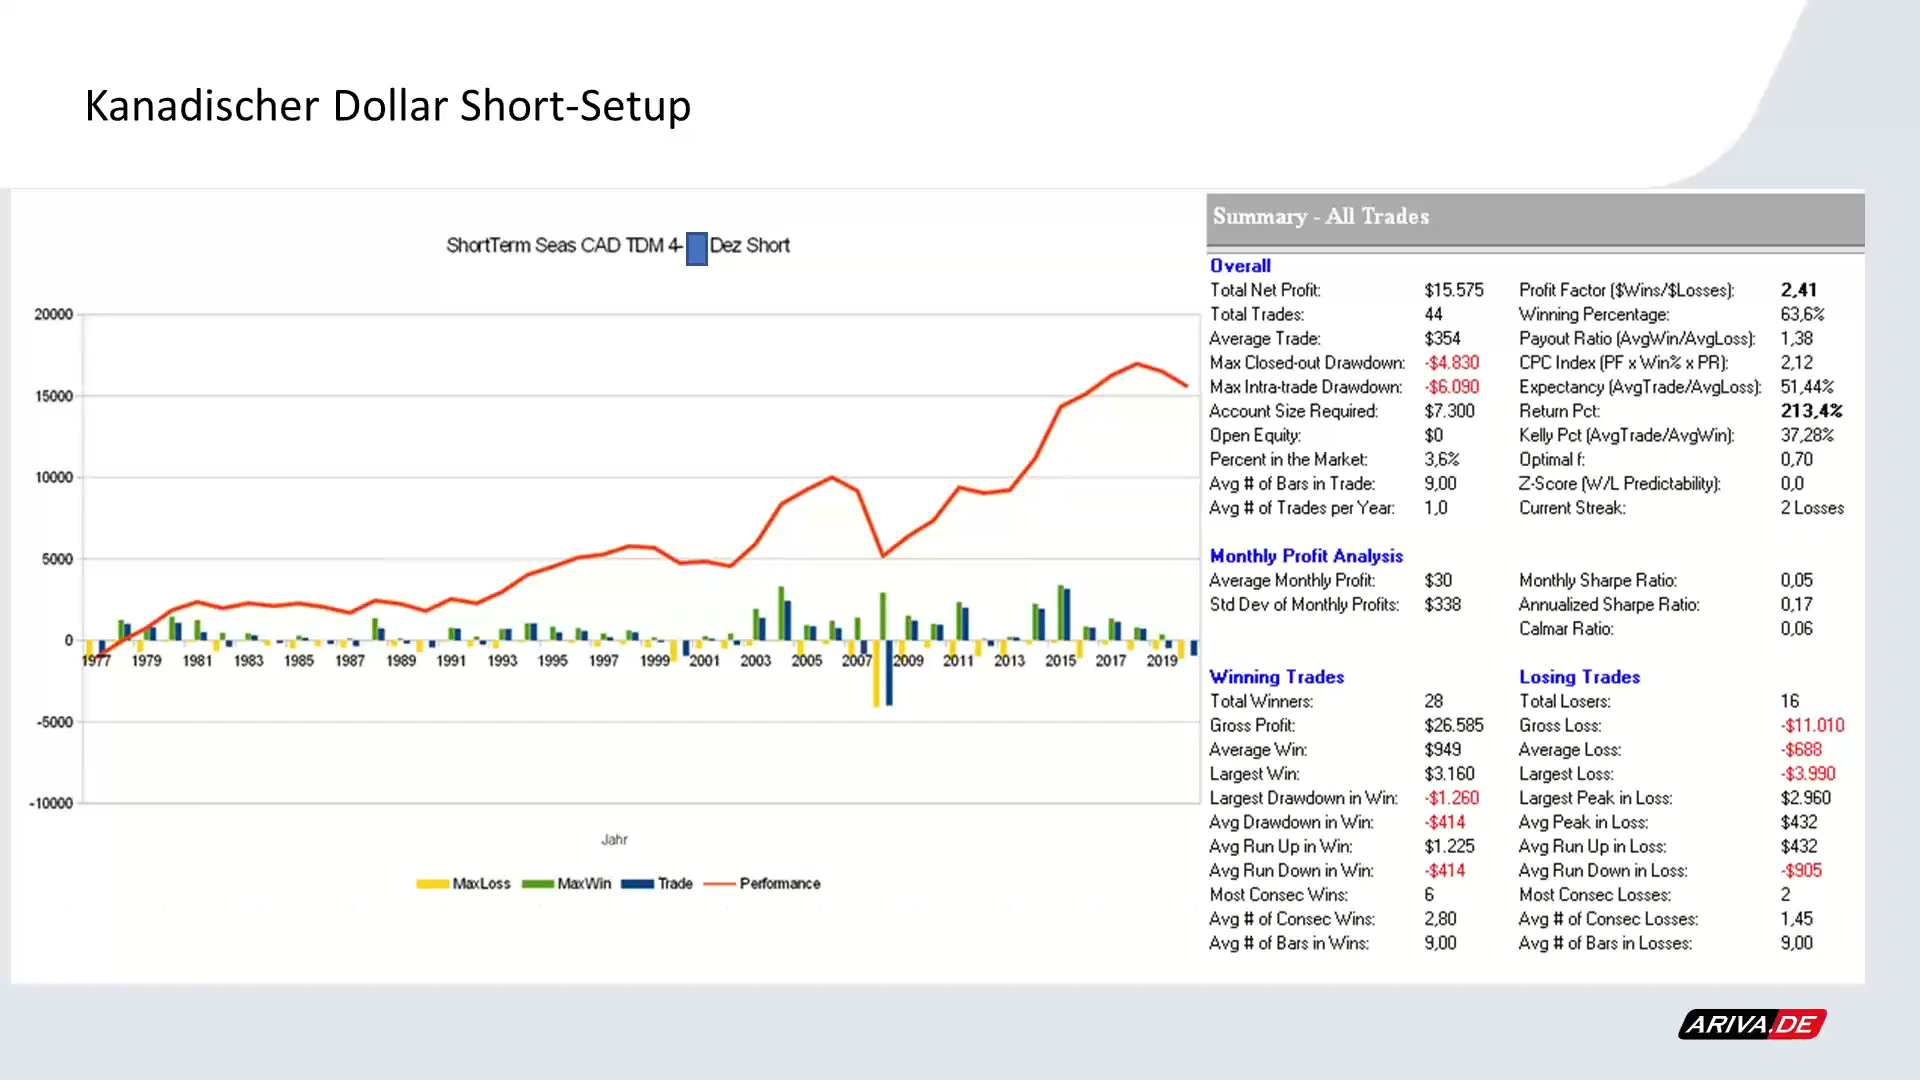 Kanadischer Dollar Short-Setup
ShortTerm Seas CAD TDM 4- Dez Short
20000
15000
10000
5000
0
-5000
-10000
1977 1979 1981 1983 1985 1987 1989 1991 1993 1995 1997 1999 2001 2003 2005 2007 2009 2011 2013 2015 2017 2019
Jahr
MaxLoss MaxWin Trade Performance
Summary - All Trades
Overall
Total Net Profit: $15.575 Profit Factor ($Wins/$Losses): 2,41
Total Trades: 44 Winning Percentage: 63,6%
Average Trade: $354 Payout Ratio (AvgWin/AvgLoss): 1,38
Max Closed-out Drawdown: -$4.830 CPC Index (PF x Win% x PR): 2,12
Max Intra-trade Drawdown: -$6.090 Expectancy (AvgTrade/AvgLoss): 51,44%
Account Size Required: $7.300 Return Pct: 213,4%
Open Equity: $0 Kelly Pct (AvgTrade/AvgWin): 37,28%
Percent in the Market: 3,6% Optimal f: 0,70
Avg # of Bars in Trade: 9,00 Z-Score (W/L Predictability): 0,0
Avg # of Trades per Year: 1,0 Current Streak: 2 Losses
Monthly Profit Analysis
Average Monthly Profit: $30 Monthly Sharpe Ratio: 0,05
Std Dev of Monthly Profits: $338 Annualized Sharpe Ratio: 0,17
Calmar Ratio: 0,06
Winning Trades Losing Trades
Total Winners: 28 Total Losers: 16
Gross Profit: $26.585 Gross Loss: -$11.010
Average Win: $949 Average Loss: -$688
Largest Win: $3.160 Largest Loss: -$3.990
Largest Drawdown in Win: -$1.260 Largest Peak in Loss: $2.960
Avg Drawdown in Win: -$414 Avg Peak in Loss: $432
Avg Run Up in Win: $1.225 Avg Run Up in Loss: $432
Avg Run Down in Win: -$414 Avg Run Down in Loss: -$905
Most Consec Wins: 6 Most Consec Losses: 2
Avg # of Consec Wins: 2,80 Avg # of Consec Losses: 1,45
Avg # of Bars in Wins: 9,00 Avg # of Bars in Losses: 9,00
ARIVA.DE